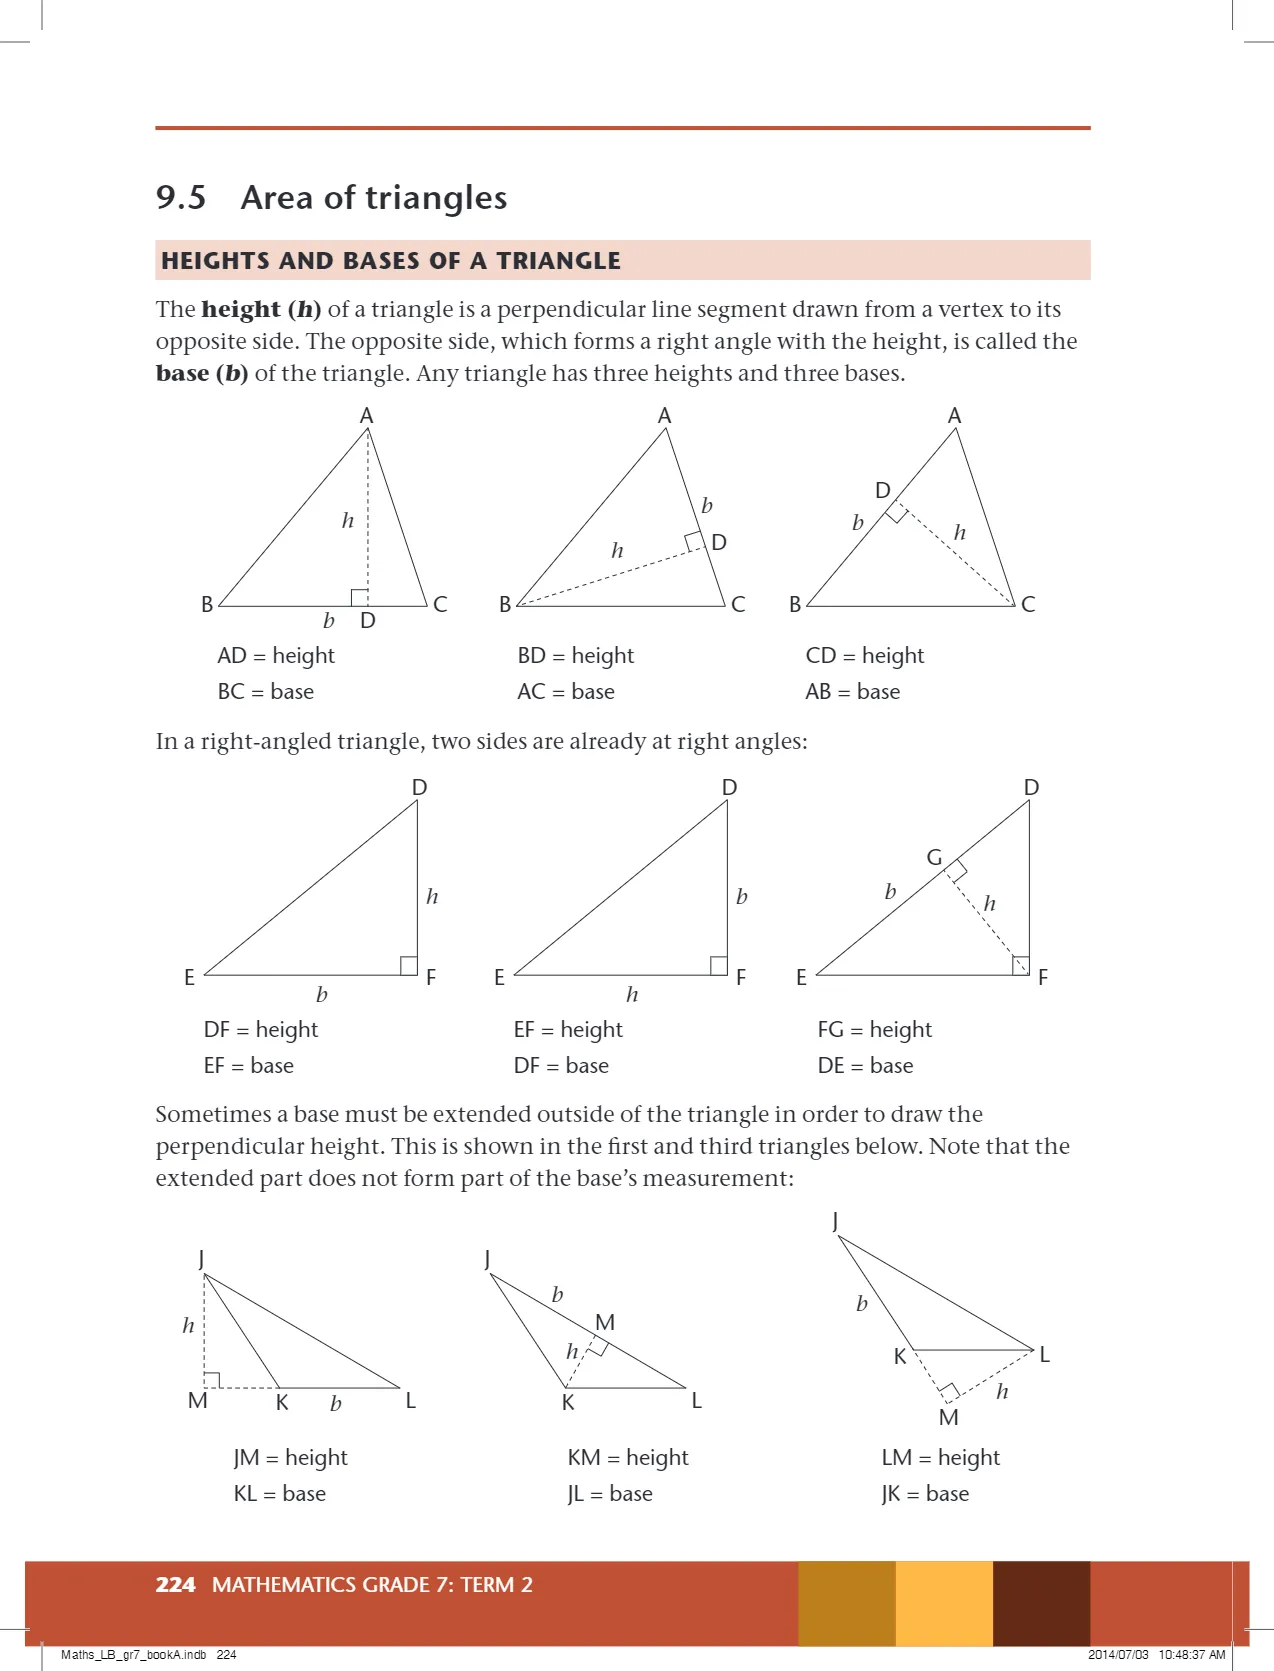 9.5 Area of triangles
HEIGHTS AND BASES OF A TRIANGLE
The height (h) of a triangle is a perpendicular line segment drawn from a vertex to its
opposite side. The opposite side, which forms a right angle with the height, is called the
base (b) of the triangle. Any triangle has three heights and three bases.
A A A
D
b
b
h h
D
h
B C B C B C
b D
AD = height BD = height CD = height
BC = base AC = base AB = base
In a right-angled triangle, two sides are already at right angles:
D D D
G
b
h b h
E F E F E F
b h
DF = height EF = height FG = height
EF = base DF = base DE = base
Sometimes a base must be extended outside of the triangle in order to draw the
perpendicular height. This is shown in the first and third triangles below. Note that the
extended part does not form part of the base’s measurement:
J
J J
b b
h M
h K L
M K b L K L h
M
JM = height KM = height LM = height
KL = base JL = base JK = base
224 MATHEMATICS GRADE 7: TERM 2
Maths_LB_gr7_bookA.indb 224 2014/07/03 10:48:37 AM